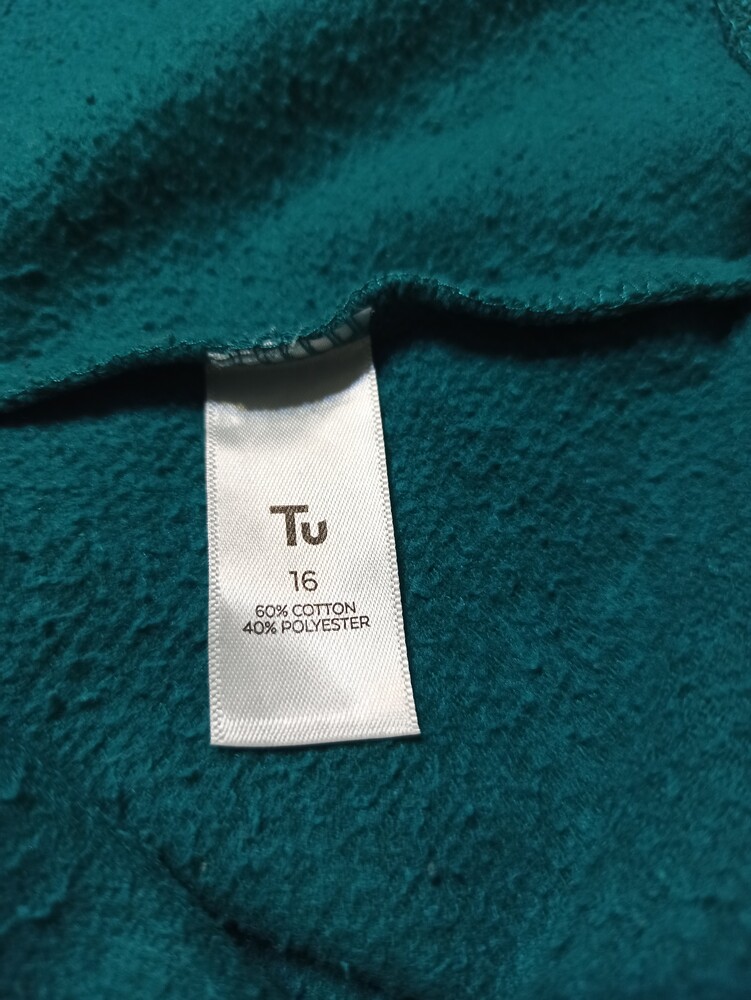 Tu
16
60% COTTON
40% POLYESTER